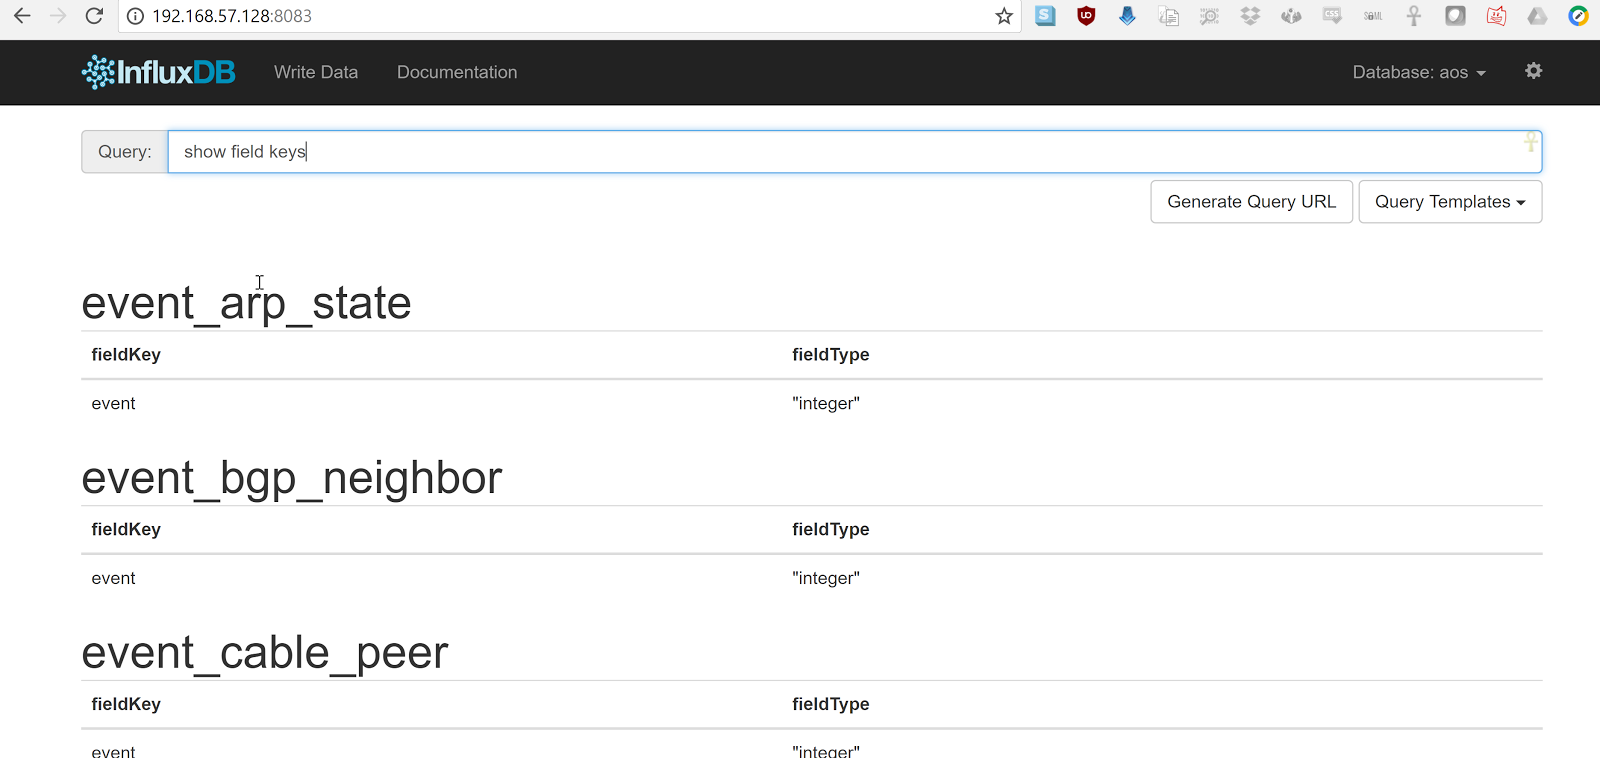 192.168.57.128:8083
InfluxDB Write Data Documentation Database: aos
Query: show field keys
Generate Query URL Query Templates
event_arp_state
fieldKey fieldType
event "integer"
event_bgp_neighbor
fieldKey fieldType
event "integer"
event_cable_peer
fieldKey fieldType
event "integer"